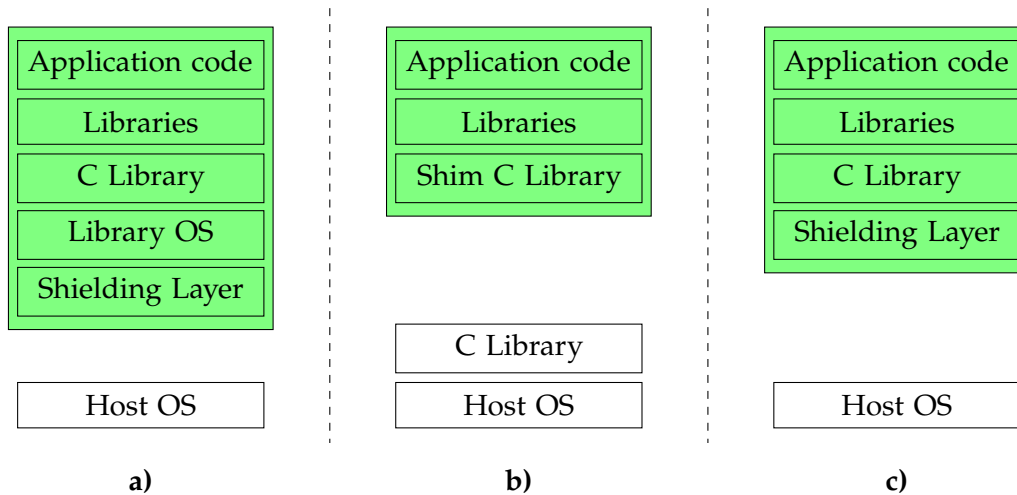 Application code
Libraries
C Library
Library OS
Shielding Layer
Host OS
a)
Application code
Libraries
Shim C Library
C Library
Host OS
b)
Application code
Libraries
C Library
Shielding Layer
Host OS
c)